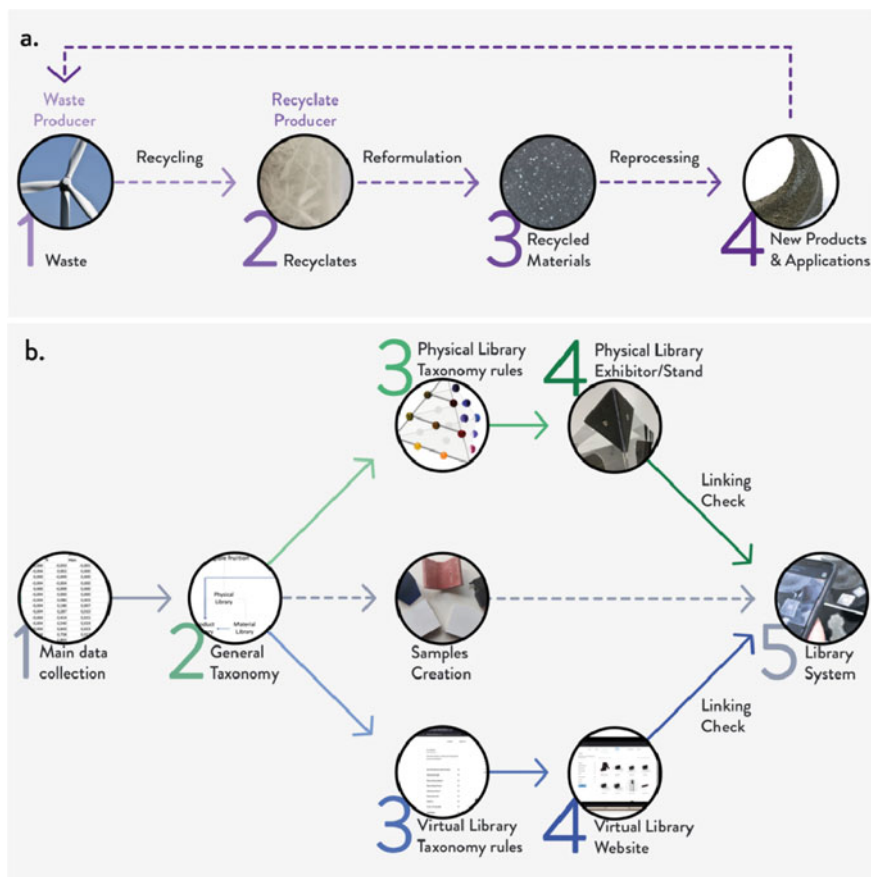 a.
Waste
Producer
Recyclate
Producer
Recycling
Reformulation
Reprocessing
1
Waste
2
Recyclates
3
Recycled
Materials
4
New Products
& Applications
b.
3
Physical Library
Taxonomy rules
4
Physical Library
Exhibitor/Stand
Linking
Check
Physical
Library
Material
Library
1
Main data
collection
2
General
Taxonomy
Samples
Creation
5
Library
System
Linking
Check
3
Virtual Library
Taxonomy rules
4
Virtual Library
Website